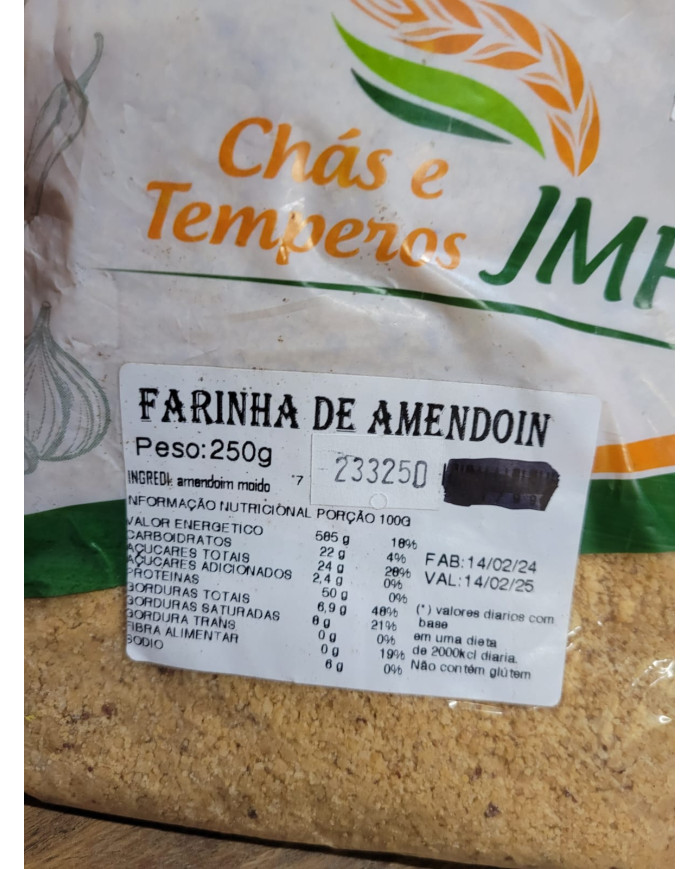 Chás e
Temperos
JMF
FARINHA DE AMENDOIN
Peso:250g
233250
INGREDI: amendoim moido
NFORMAÇÃO NUTRICIONAL PORÇÃO 100G
VALOR ENERGETICO 585 g 18%
CARBOIDRATOS 22 g 4%
AÇUCARES TOTAIS 24 g 28%
AÇUCARES ADICIONADOS 2,4 g 0%
PROTEINAS 50 g 0%
GORDURAS TOTAIS 6,9 g 48%
GORDURAS SATURADAS 8 g 21%
GORDURA TRANS 0 g 0%
FIBRA ALIMENTAR 0 g 19%
SODIO 6 g 0%
FAB:14/02/24
VAL:14/02/25
(*) valores diarios com
base
em uma dieta
de 2000kcl diaria.
Não contém glútem